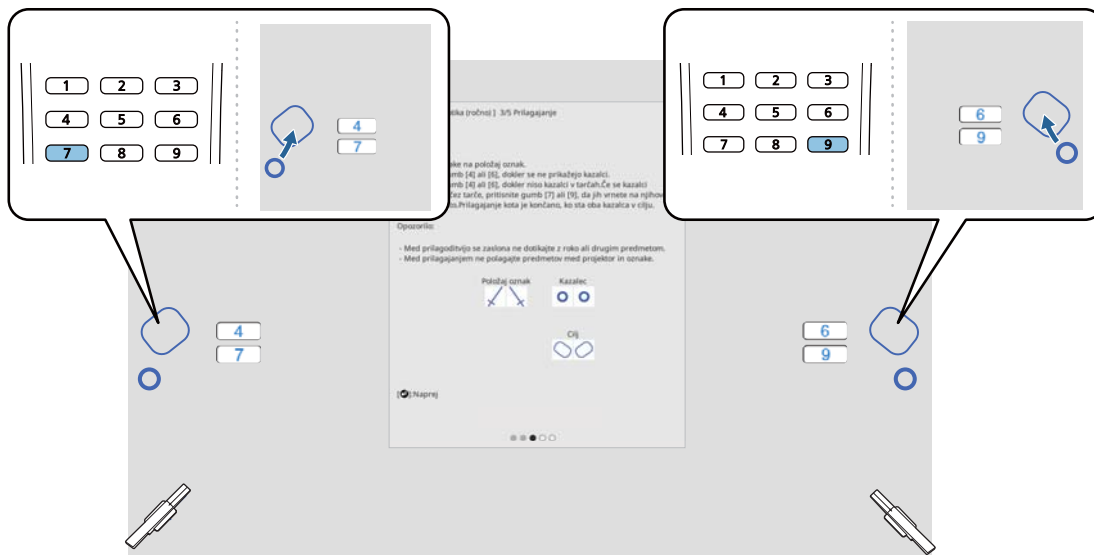 1 2 3
4 5 6
7 8 9
4
7
1 2 3
4 5 6
7 8 9
6
9
(ročno) ] 3/5 Prilagajanje
na položaj oznak.
[4] ali [6], dokler se ne prikažejo kazalci.
[4] ali [6], dokler niso kazalci v tarčah.Če se kazalci
čez tarče, pritisnite gumb [7] ali [9], da jih vrnete na njihov
Prilagajanje kota je končano, ko sta oba kazalca v cilju.
Opozorilo:
- Med prilagoditvijo se zaslona ne dotikajte z roko ali drugim predmetom.
- Med prilagajanjem ne polagajte predmetov med projektor in oznake.
Položaj oznak Kazalec
Cilj
4
7
6
9
[ ]:Naprej